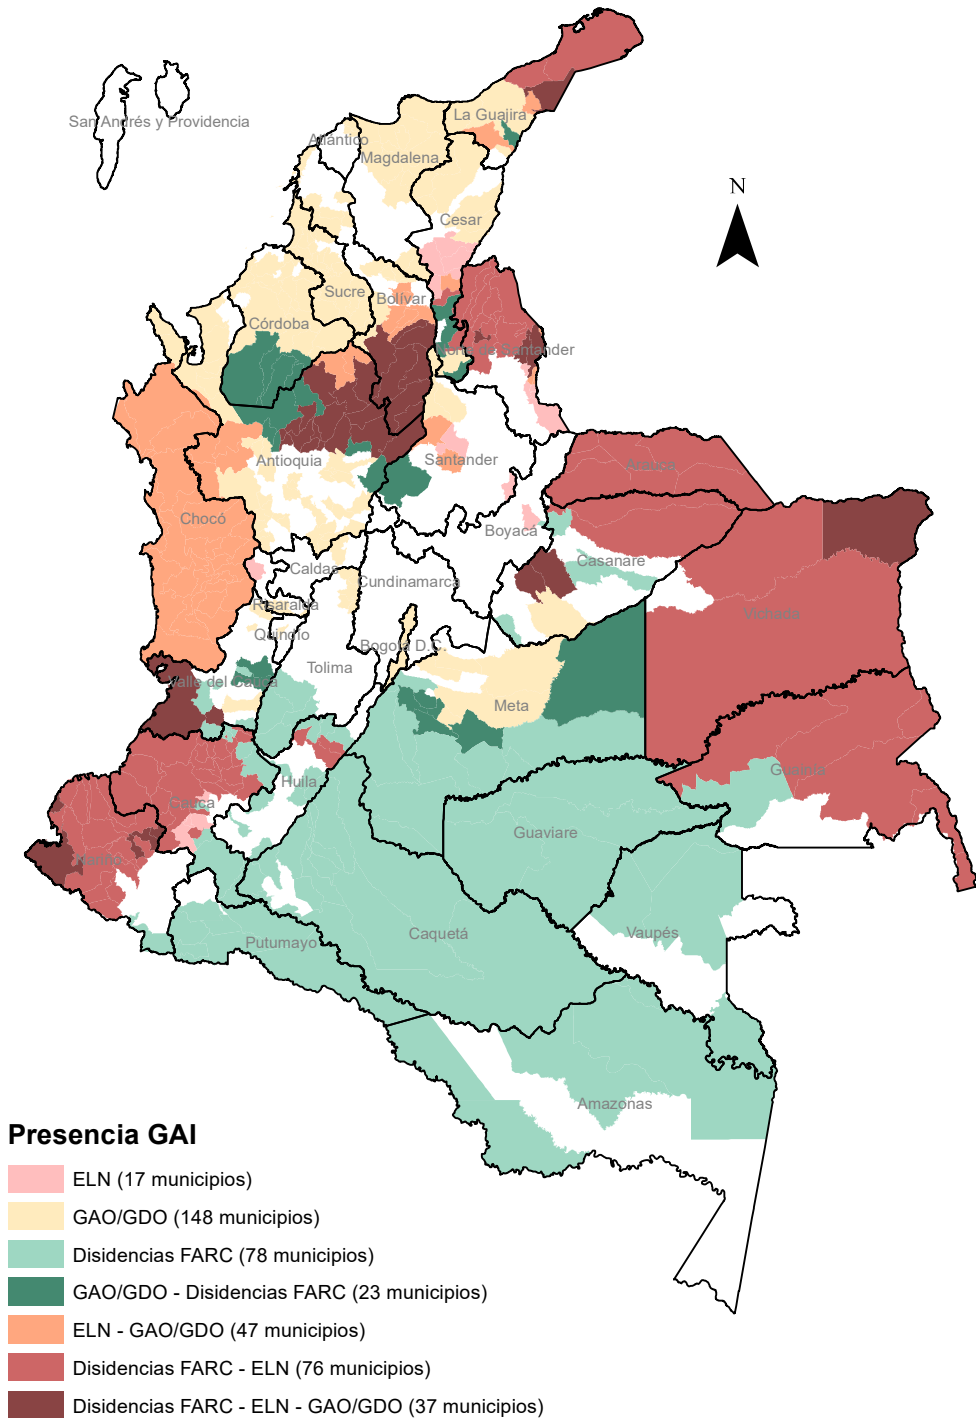 San Andrés y Providencia
La Guajira
Atlántico
Magdalena
N
Cesar
Sucre
Bolívar
Córdoba
Norte de Santander
Antioquia
Santander
Arauca
Chocó
Boyacá
Casanare
Caldas
Cundinamarca
Risaralda
Vichada
Quindío
Bogotá D.C.
Tolima
Valle del Cauca
Meta
Guainía
Huila
Cauca
Guaviare
Nariño
Caquetá
Vaupés
Putumayo
Amazonas
Presencia GAI
ELN (17 municipios)
GAO/GDO (148 municipios)
Disidencias FARC (78 municipios)
GAO/GDO - Disidencias FARC (23 municipios)
ELN - GAO/GDO (47 municipios)
Disidencias FARC - ELN (76 municipios)
Disidencias FARC - ELN - GAO/GDO (37 municipios)